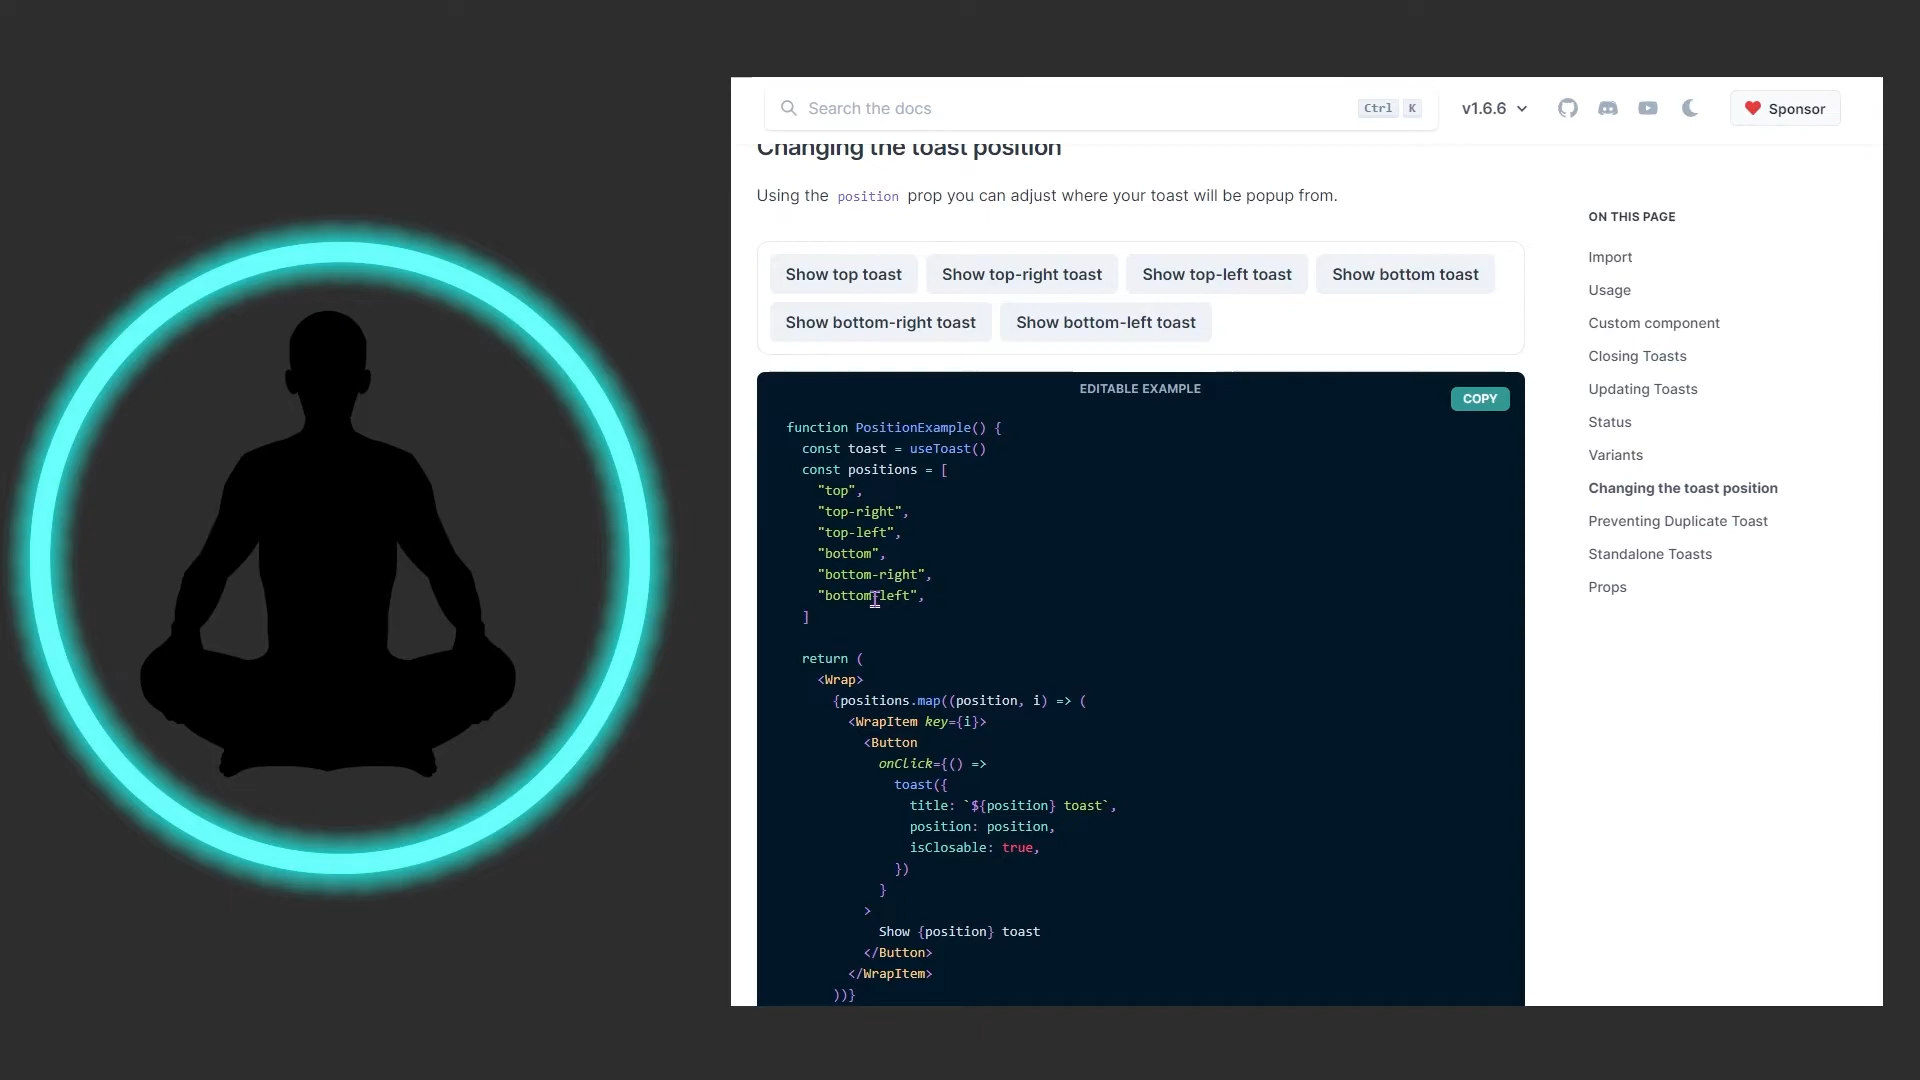 Search the docs
Ctrl K
v1.6.6
Sponsor
Changing the toast position
Using the position prop you can adjust where your toast will be popup from.
Show top toast
Show top-right toast
Show top-left toast
Show bottom toast
Show bottom-right toast
Show bottom-left toast
EDITABLE EXAMPLE
COPY
function PositionExample() {
  const toast = useToast()
  const positions = [
    "top",
    "top-right",
    "top-left",
    "bottom",
    "bottom-right",
    "bottom-left",
  ]
  return (
    <Wrap>
      {positions.map((position, i) => (
        <WrapItem key={i}>
          <Button
            onClick={() =>
              toast({
                title: `${position} toast`,
                position: position,
                isClosable: true,
              })
            }
          >
            Show {position} toast
          </Button>
        </WrapItem>
      ))}
ON THIS PAGE
Import
Usage
Custom component
Closing Toasts
Updating Toasts
Status
Variants
Changing the toast position
Preventing Duplicate Toast
Standalone Toasts
Props